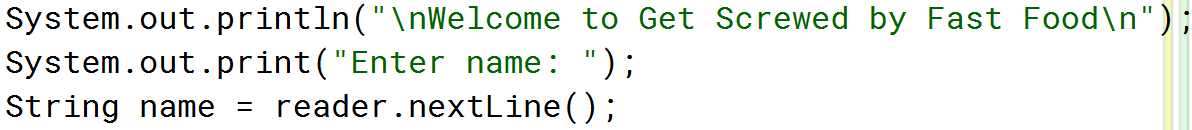 System.out.println("\nWelcome to Get Screwed by Fast Food\n");
System.out.print("Enter name: ");
String name = reader.nextLine();